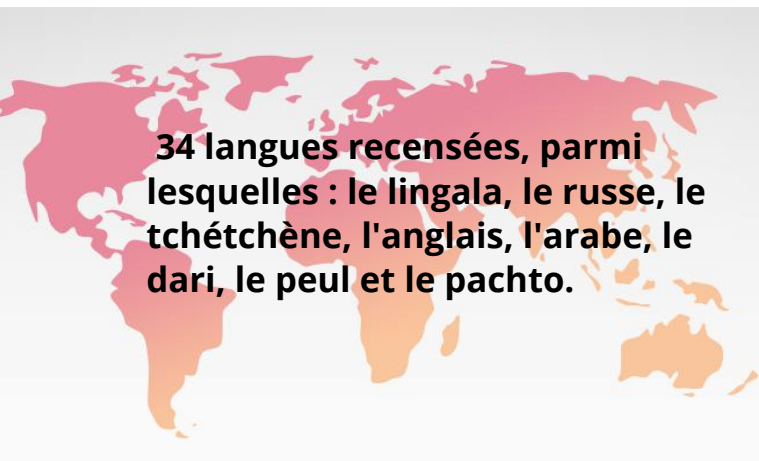 34 langues recensées, parmi
lesquelles : le lingala, le russe, le
tchétchène, l'anglais, l'arabe, le
dari, le peul et le pachto.